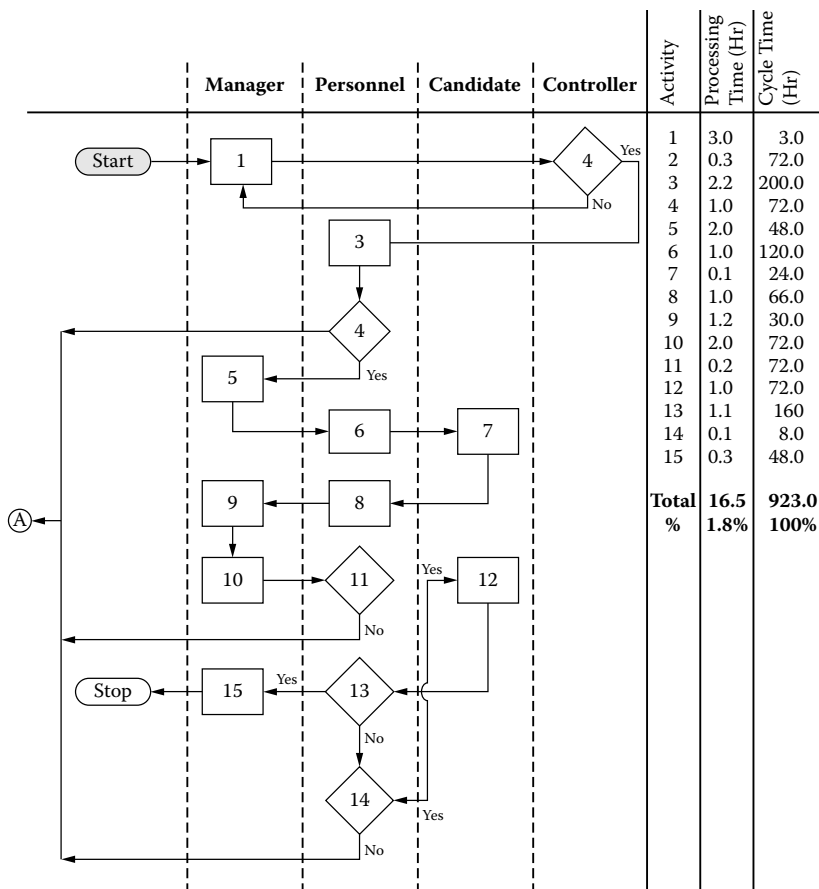 Manager Personnel Candidate Controller Activity Processing Time (Hr) Cycle Time (Hr)
Start 1 4 Yes
No
3
4
Yes
5
6 7
9 8
A
10 11 Yes 12
No
Stop 15 Yes 13
No
14 Yes
No
1 3.0 3.0
2 0.3 72.0
3 2.2 200.0
4 1.0 72.0
5 2.0 48.0
6 1.0 120.0
7 0.1 24.0
8 1.0 66.0
9 1.2 30.0
10 2.0 72.0
11 0.2 72.0
12 1.0 72.0
13 1.1 160
14 0.1 8.0
15 0.3 48.0
Total 16.5 923.0
% 1.8% 100%